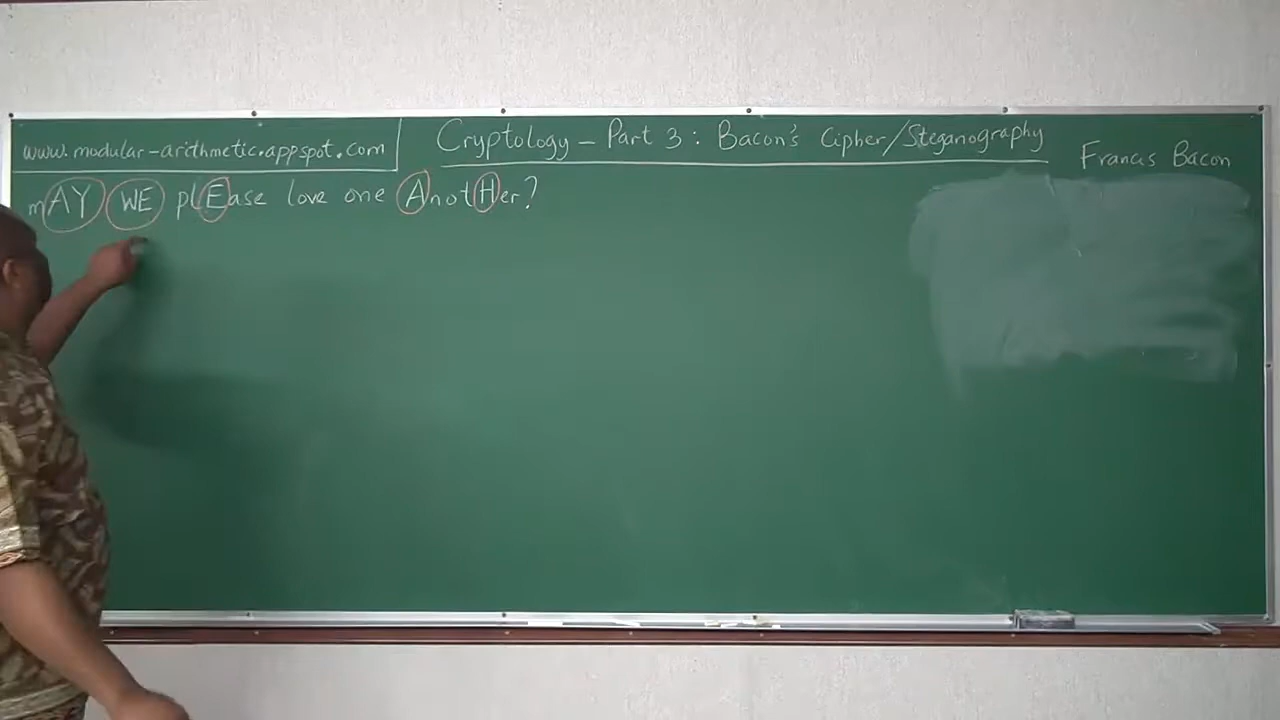 Cryptology – Part 3: Bacon's Cipher/Steganography
www.modular-arithmetic.appspot.com
Francis Bacon
mAY WE plEase love one AnotHer?